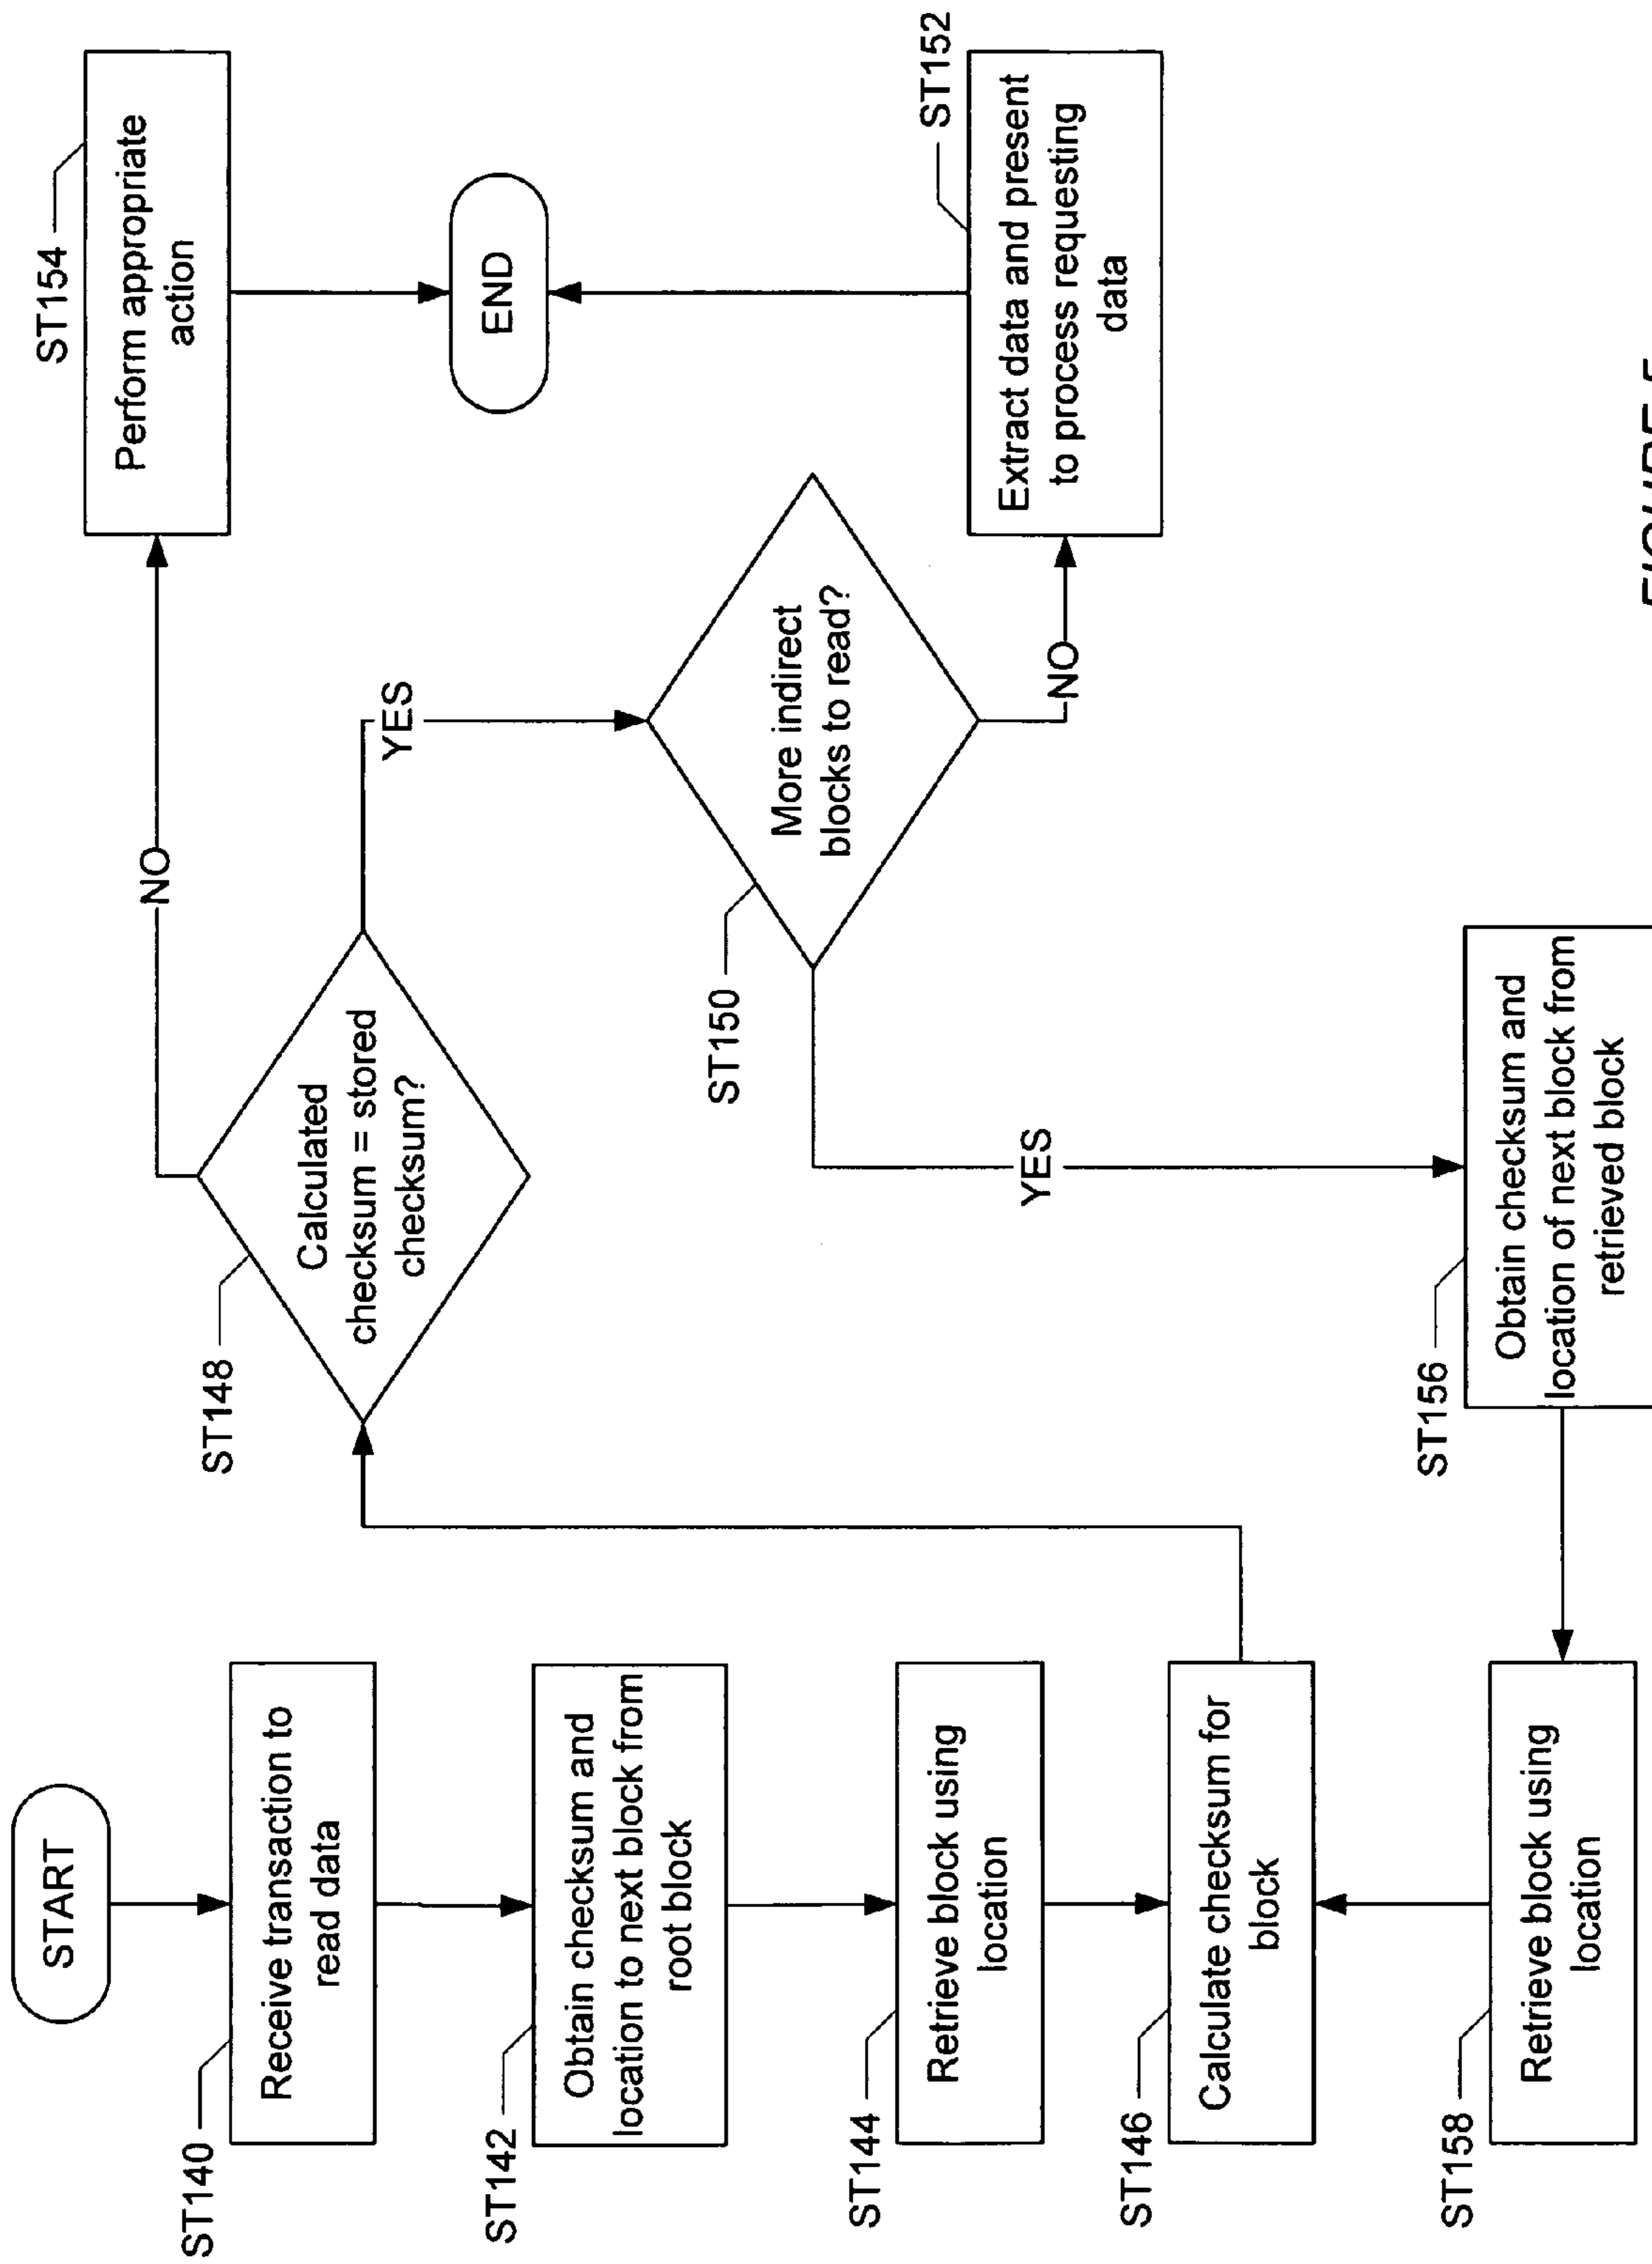 START
ST140
Receive transaction to
read data
ST142
Obtain checksum and
location to next block from
root block
ST144
Retrieve block using
location
ST146
Calculate checksum for
block
ST158
Retrieve block using
location
ST148
Calculated
checksum = stored
checksum?
NO
YES
ST154
Perform appropriate
action
END
ST150
More indirect
blocks to read?
NO
YES
ST152
Extract data and present
to process requesting
data
ST156
Obtain checksum and
location of next block from
retrieved block